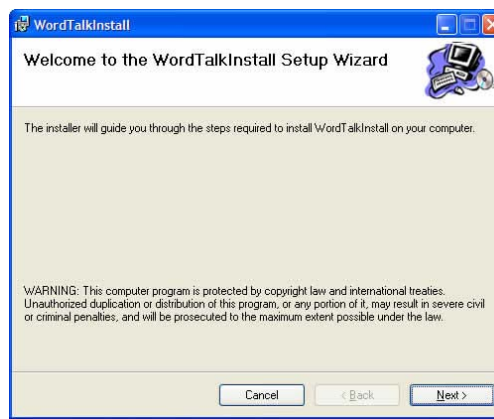 WordTalkInstall
Welcome to the WordTalkInstall Setup Wizard
The installer will guide you through the steps required to install WordTalkInstall on your computer.
WARNING: This computer program is protected by copyright law and international treaties.
Unauthorized duplication or distribution of this program, or any portion of it, may result in severe civil
or criminal penalties, and will be prosecuted to the maximum extent possible under the law.
Cancel < Back Next >